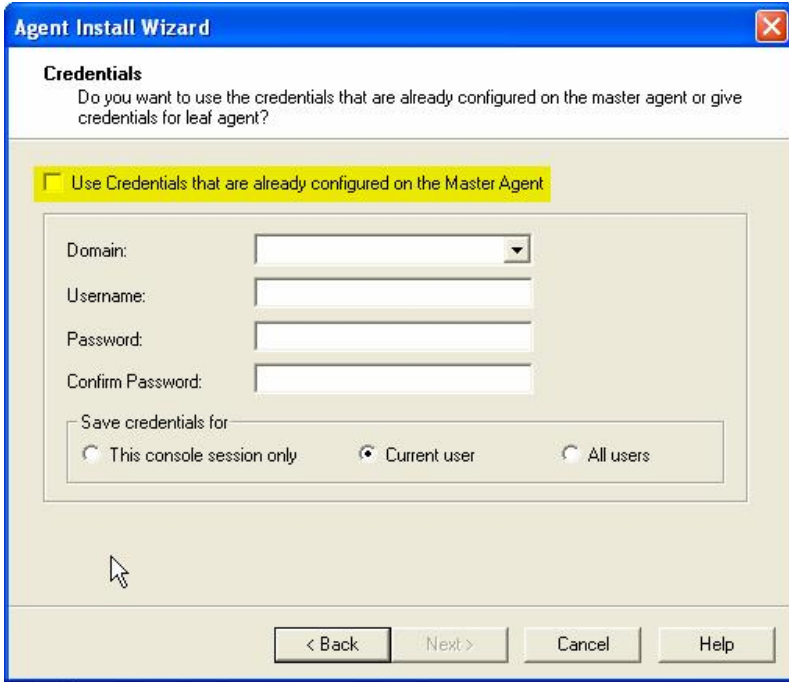 Agent Install Wizard
Credentials
Do you want to use the credentials that are already configured on the master agent or give
credentials for leaf agent?
Use Credentials that are already configured on the Master Agent
Domain:
Username:
Password:
Confirm Password:
Save credentials for
This console session only
Current user
All users
< Back
Next >
Cancel
Help